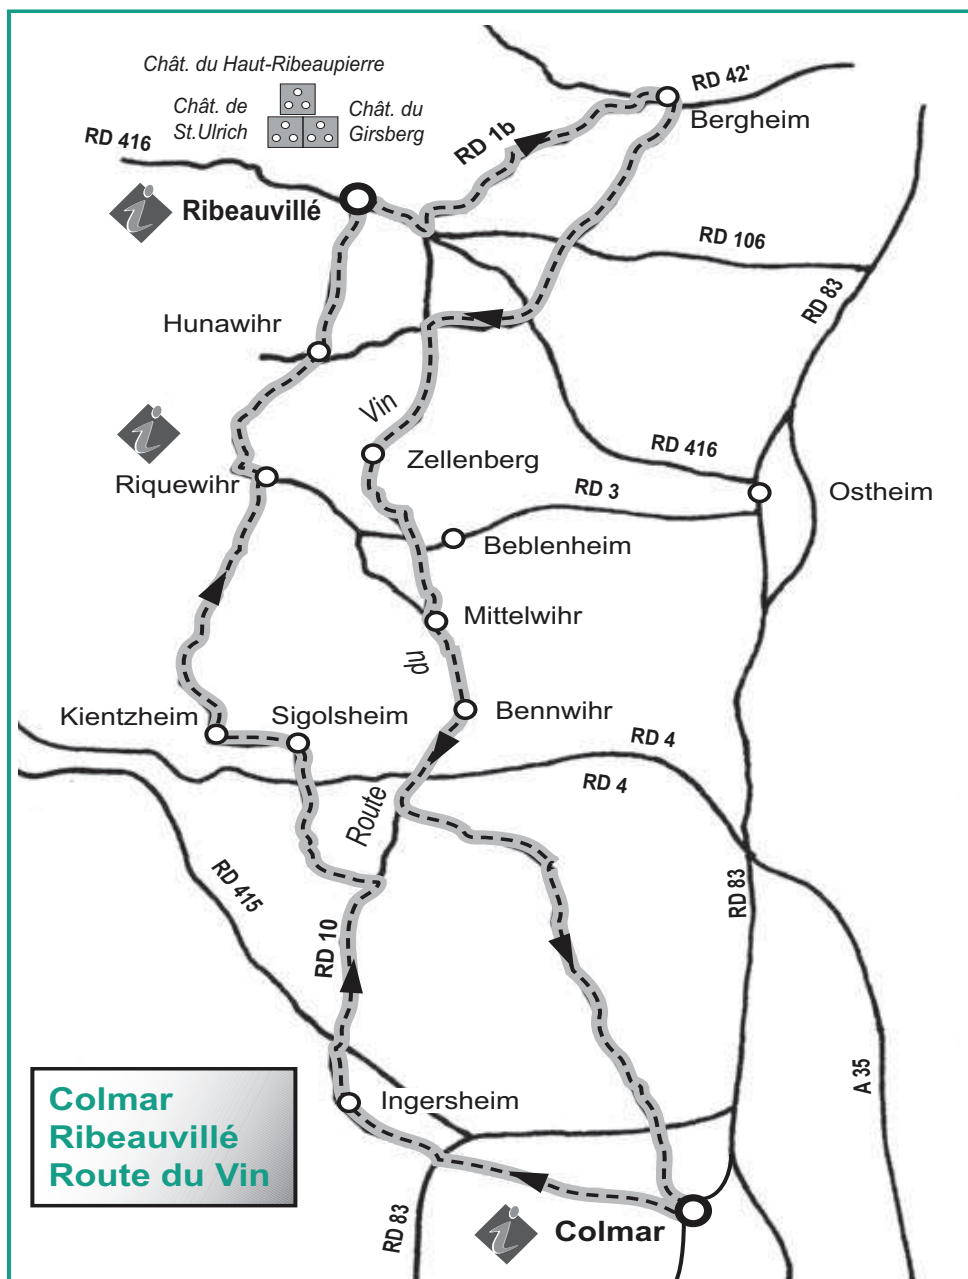 Chât. du Haut-Ribeaupierre
Chât. de
St.Ulrich
Chât. du
Girsberg
RD 42'
Bergheim
RD 416
RD 1b
Ribeauvillé
RD 106
RD 83
Hunawihr
Vin
Zellenberg
RD 416
Riquewihr
RD 3
Ostheim
Beblenheim
Mittelwihr
du
Kientzheim
Sigolsheim
Bennwihr
RD 4
RD 4
Route
RD 415
RD 83
RD 10
A 35
Ingersheim
Colmar
Ribeauvillé
Route du Vin
RD 83
Colmar